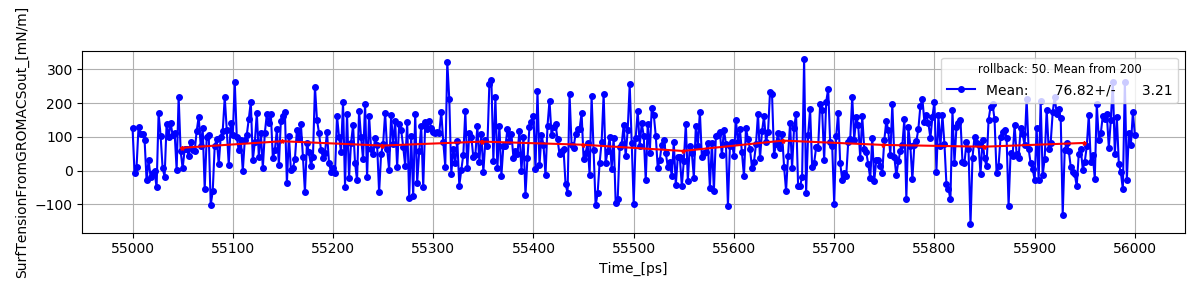 SurfTensionFromGROMACSout_[mN/m]
300
200
100
0
−100
rollback: 50. Mean from 200
Mean: 76.82+/- 3.21
55000 55100 55200 55300 55400 55500 55600 55700 55800 55900 56000
Time_[ps]